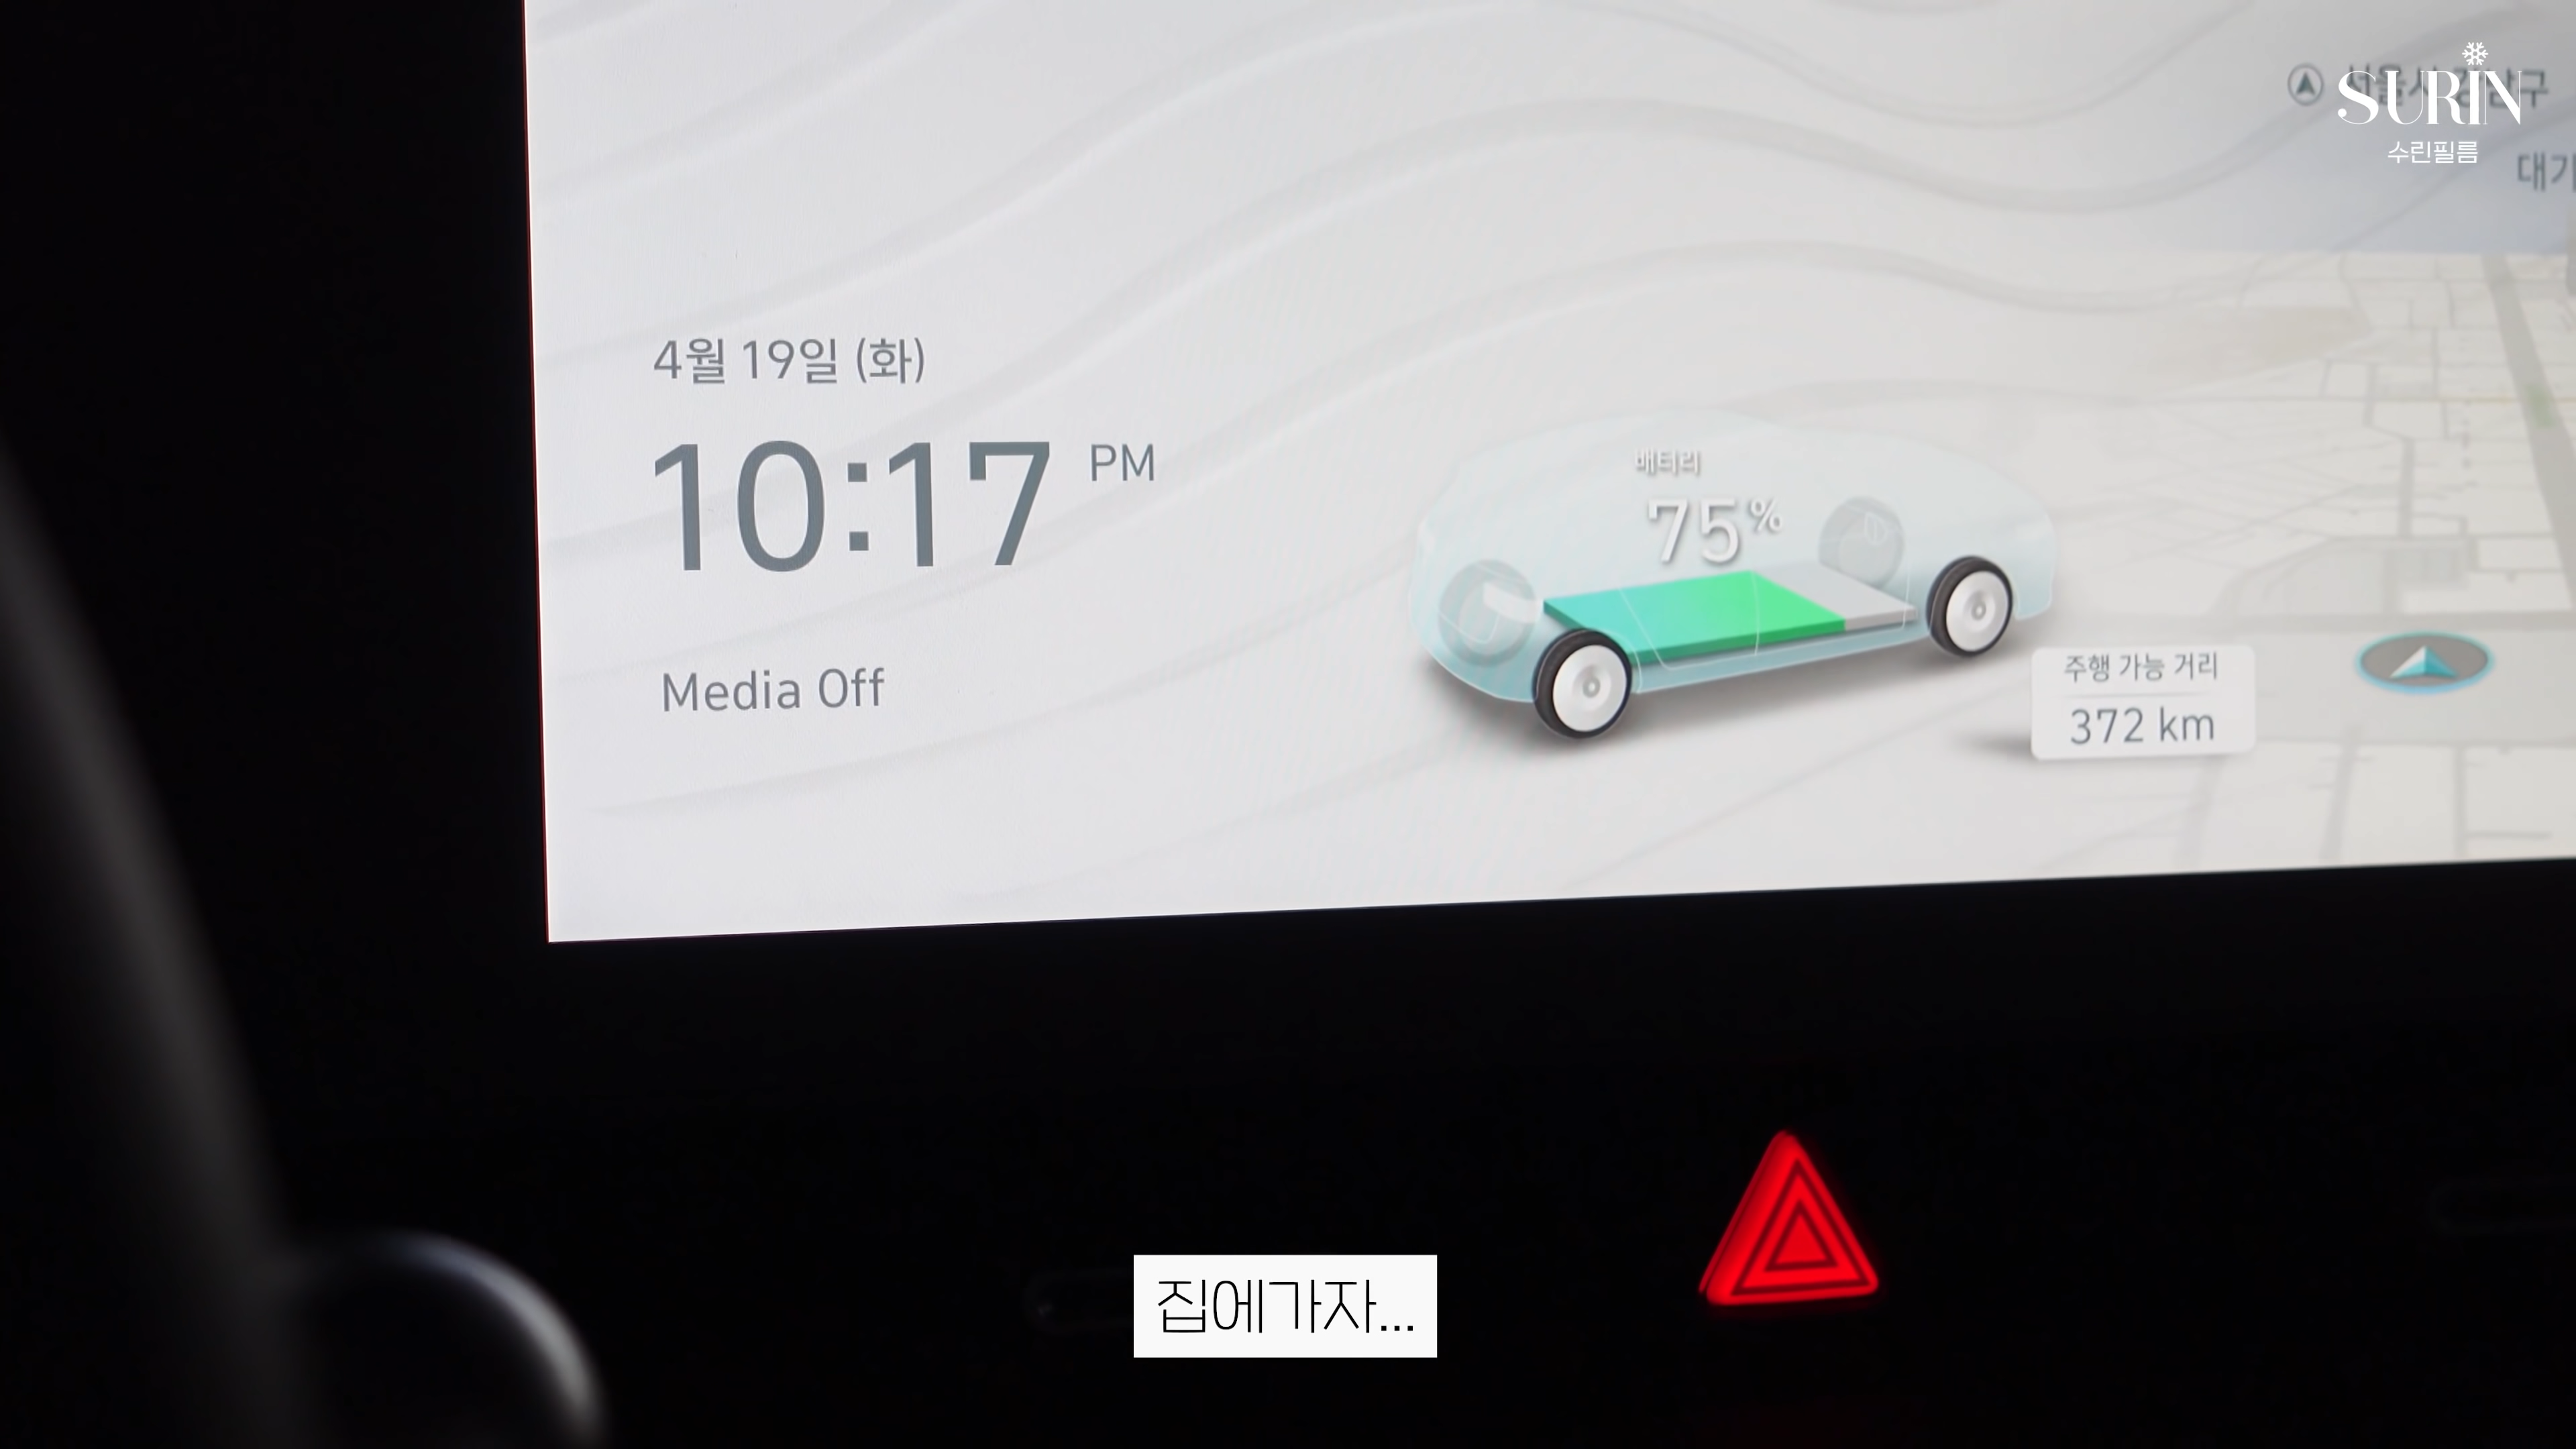 SURIN
수린필름
4월 19일 (화)
10:17 PM
Media Off
배터리
75%
주행 가능 거리
372 km
집에가자...